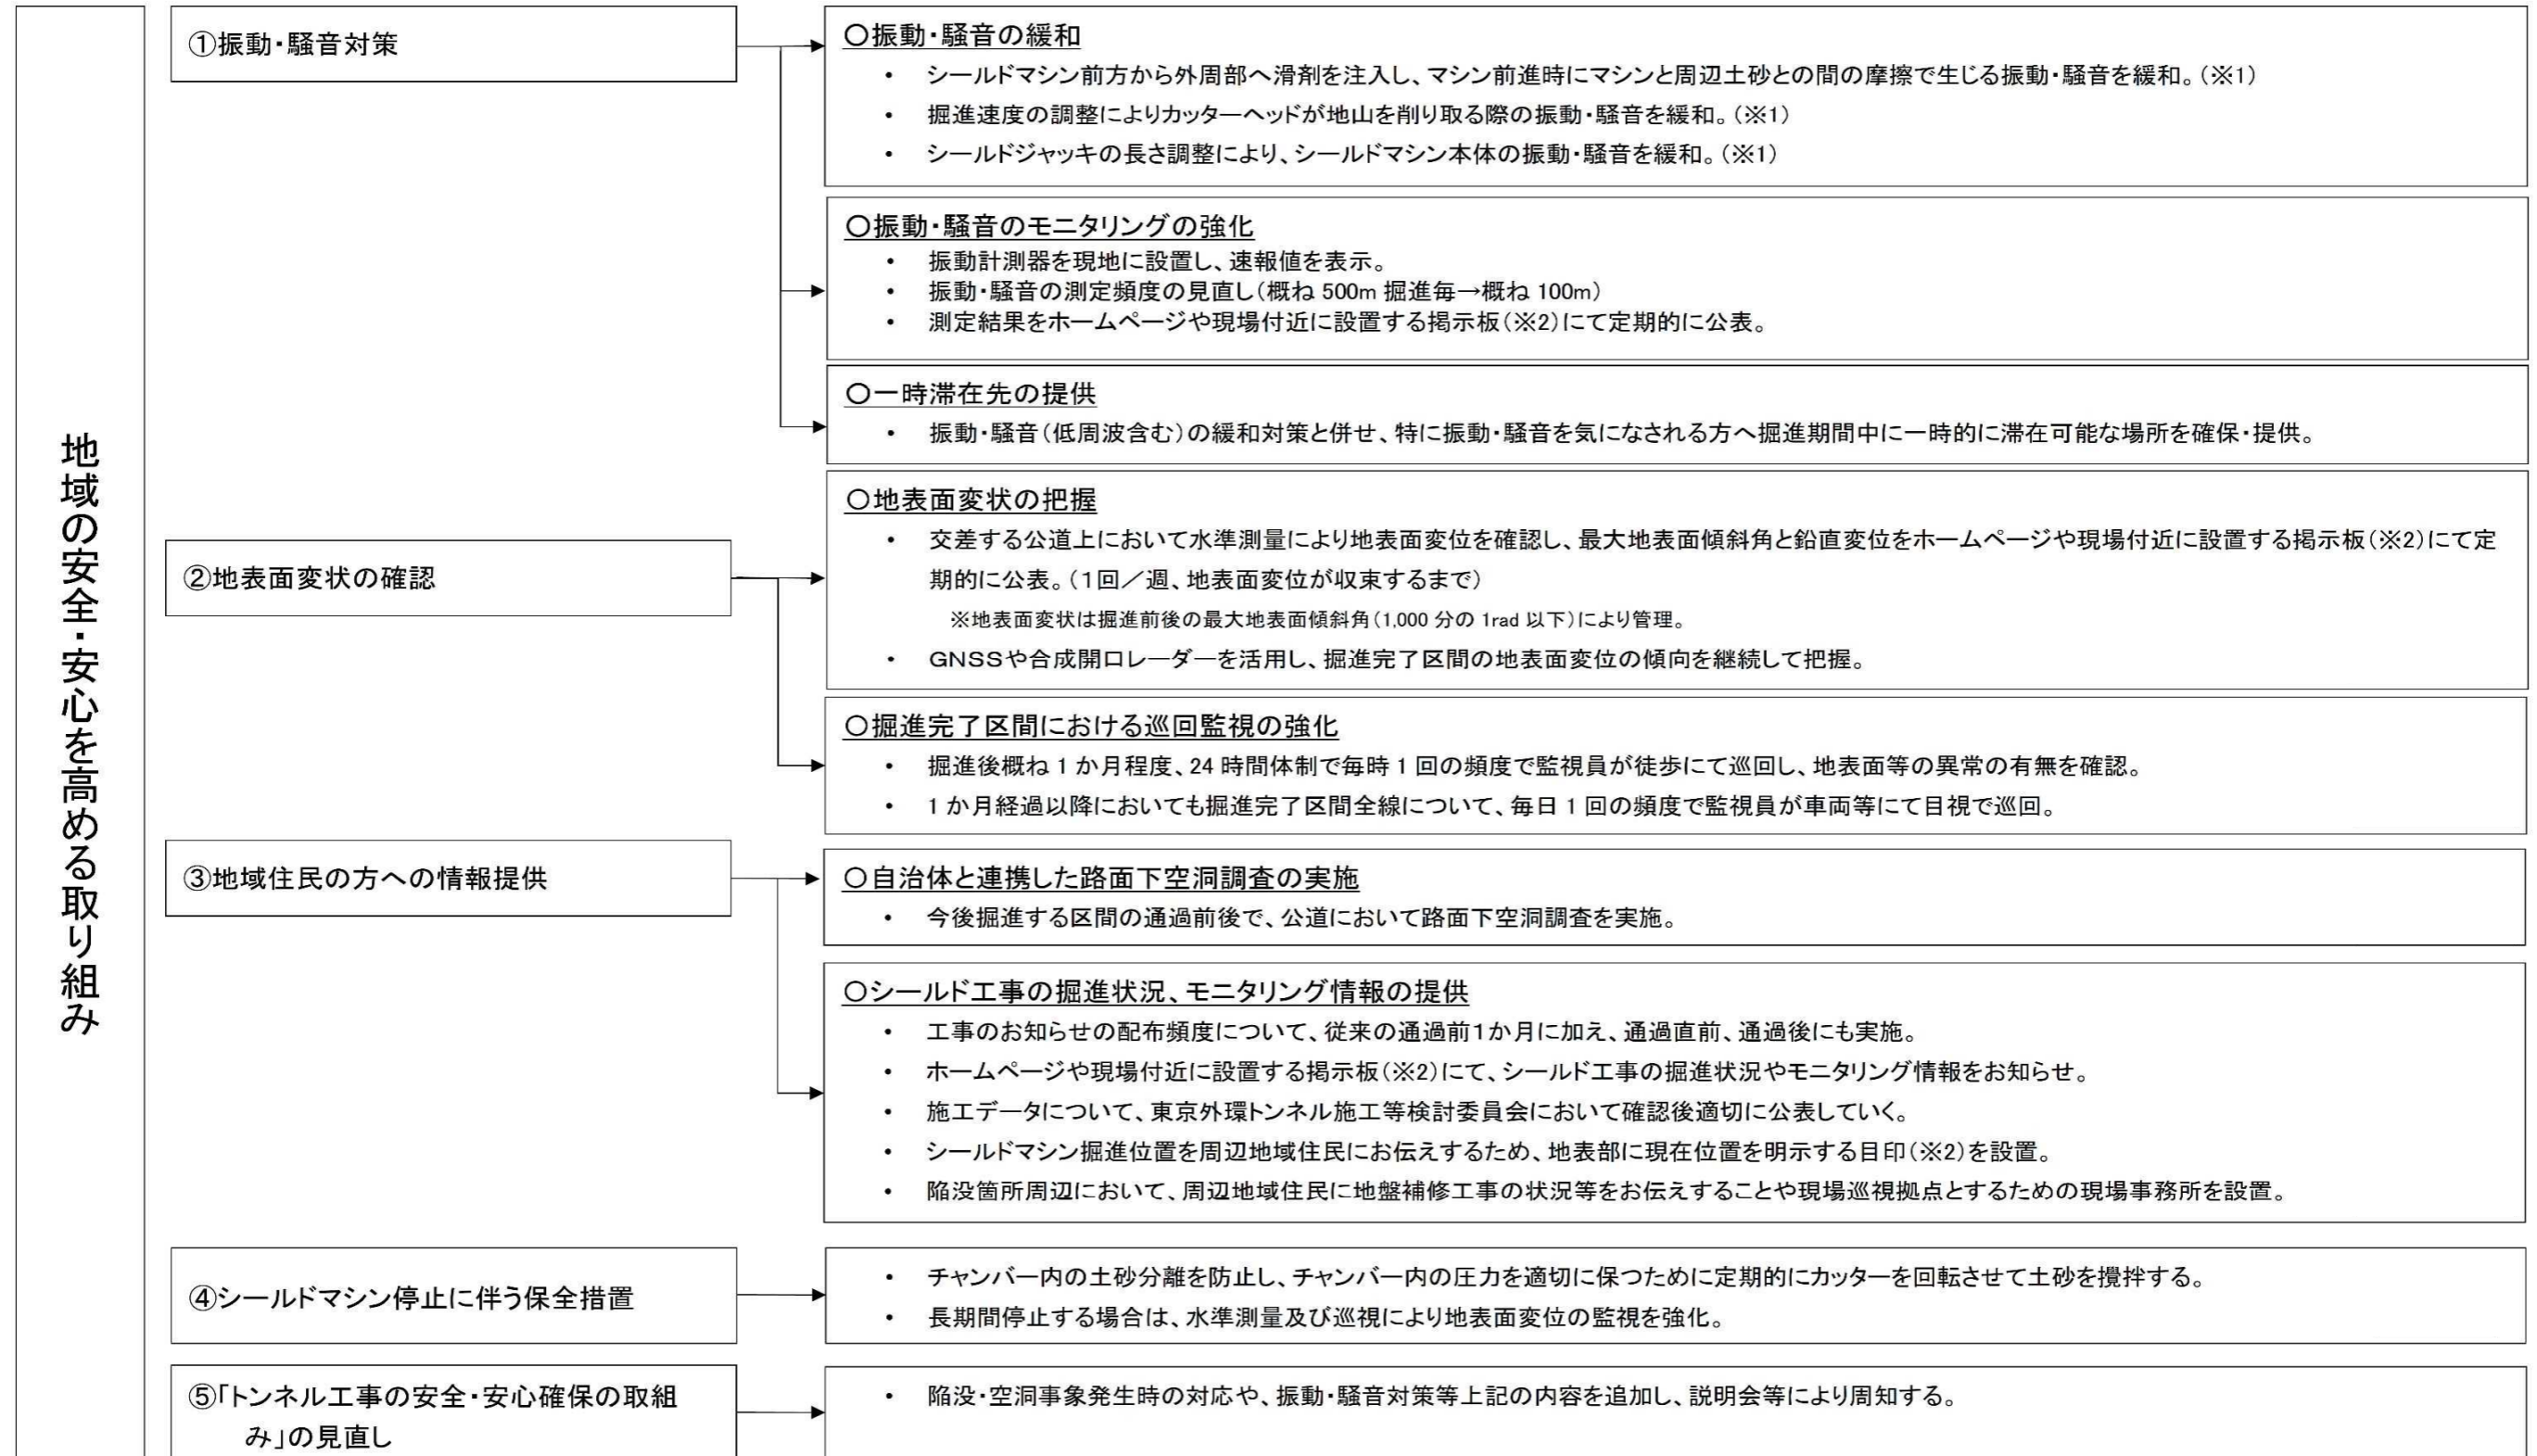 地域の安全・安心を高める取り組み
①振動・騒音対策
〇振動・騒音の緩和
・ シールドマシン前方から外周部へ滑剤を注入し、マシン前進時にマシンと周辺土砂との間の摩擦で生じる振動・騒音を緩和。(※1)
・ 掘進速度の調整によりカッターヘッドが地山を削り取る際の振動・騒音を緩和。(※1)
・ シールドジャッキの長さ調整により、シールドマシン本体の振動・騒音を緩和。(※1)
〇振動・騒音のモニタリングの強化
・ 振動計測器を現地に設置し、速報値を表示。
・ 振動・騒音の測定頻度の見直し(概ね 500m 掘進毎→概ね 100m)
・ 測定結果をホームページや現場付近に設置する掲示板(※2)にて定期的に公表。
〇一時滞在先の提供
・ 振動・騒音(低周波含む)の緩和対策と併せ、特に振動・騒音を気になされる方へ掘進期間中に一時的に滞在可能な場所を確保・提供。
②地表面変状の確認
〇地表面変状の把握
・ 交差する公道上において水準測量により地表面変位を確認し、最大地表面傾斜角と鉛直変位をホームページや現場付近に設置する掲示板(※2)にて定
期的に公表。(1回／週、地表面変位が収束するまで)
※地表面変状は掘進前後の最大地表面傾斜角(1,000 分の 1rad 以下)により管理。
・ GNSSや合成開口レーダーを活用し、掘進完了区間の地表面変位の傾向を継続して把握。
〇掘進完了区間における巡回監視の強化
・ 掘進後概ね 1 か月程度、24 時間体制で毎時 1 回の頻度で監視員が徒歩にて巡回し、地表面等の異常の有無を確認。
・ 1 か月経過以降においても掘進完了区間全線について、毎日 1 回の頻度で監視員が車両等にて目視で巡回。
③地域住民の方への情報提供
〇自治体と連携した路面下空洞調査の実施
・ 今後掘進する区間の通過前後で、公道において路面下空洞調査を実施。
〇シールド工事の掘進状況、モニタリング情報の提供
・ 工事のお知らせの配布頻度について、従来の通過前1か月に加え、通過直前、通過後にも実施。
・ ホームページや現場付近に設置する掲示板(※2)にて、シールド工事の掘進状況やモニタリング情報をお知らせ。
・ 施工データについて、東京外環トンネル施工等検討委員会において確認後適切に公表していく。
・ シールドマシン掘進位置を周辺地域住民にお伝えするため、地表部に現在位置を明示する目印(※2)を設置。
・ 陥没箇所周辺において、周辺地域住民に地盤補修工事の状況等をお伝えすることや現場巡視拠点とするための現場事務所を設置。
④シールドマシン停止に伴う保全措置
・ チャンバー内の土砂分離を防止し、チャンバー内の圧力を適切に保つために定期的にカッターを回転させて土砂を攪拌する。
・ 長期間停止する場合は、水準測量及び巡視により地表面変位の監視を強化。
⑤「トンネル工事の安全・安心確保の取組
み」の見直し
・ 陥没・空洞事象発生時の対応や、振動・騒音対策等上記の内容を追加し、説明会等により周知する。